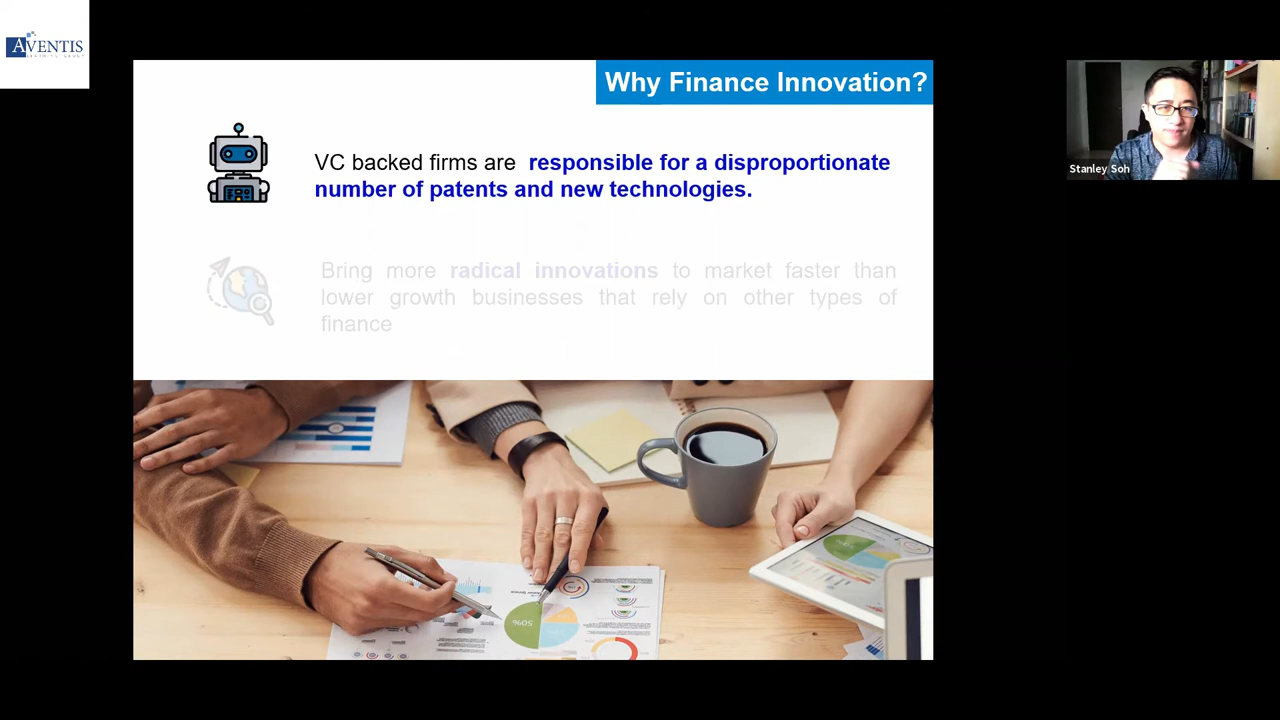 AVENTIS
Why Finance Innovation?
VC backed firms are responsible for a disproportionate
number of patents and new technologies.
Bring more radical innovations to market faster than
lower growth businesses that rely on other types of
finance
Stanley Soh
50%